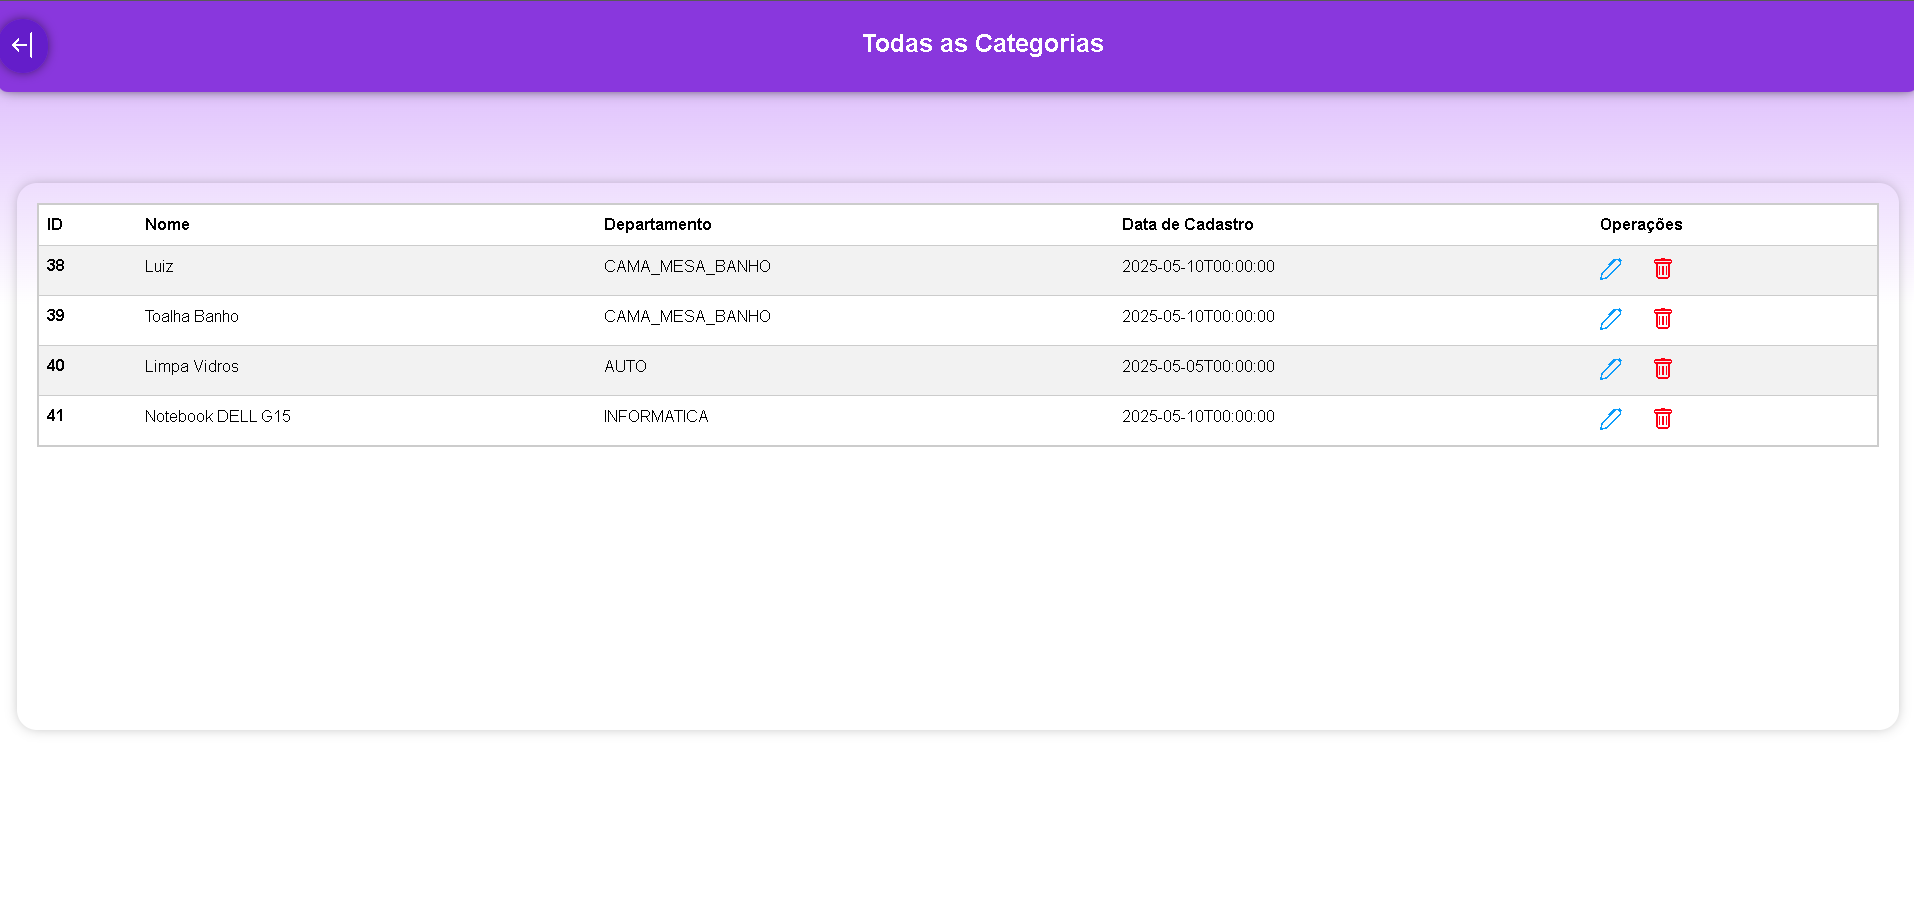 Todas as Categorias
ID Nome Departamento Data de Cadastro Operações
38 Luiz CAMA_MESA_BANHO 2025-05-10T00:00:00
39 Toalha Banho CAMA_MESA_BANHO 2025-05-10T00:00:00
40 Limpa Vidros AUTO 2025-05-05T00:00:00
41 Notebook DELL G15 INFORMATICA 2025-05-10T00:00:00